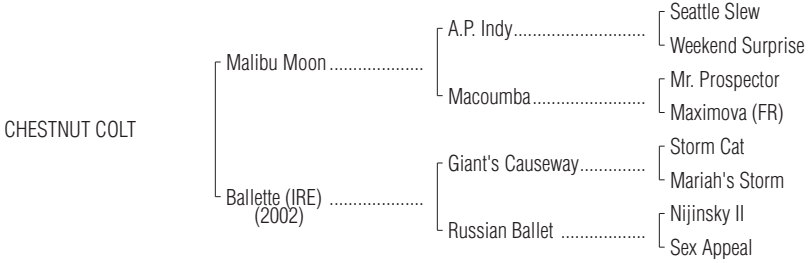 Seattle Slew
A.P. Indy..............................
Weekend Surprise
Malibu Moon .....................
Mr. Prospector
Macoumba..........................
Maximova (FR)
CHESTNUT COLT
Storm Cat
Giant's Causeway...............
Mariah's Storm
Ballette (IRE) .....................
(2002)
Nijinsky II
Russian Ballet ...................
Sex Appeal